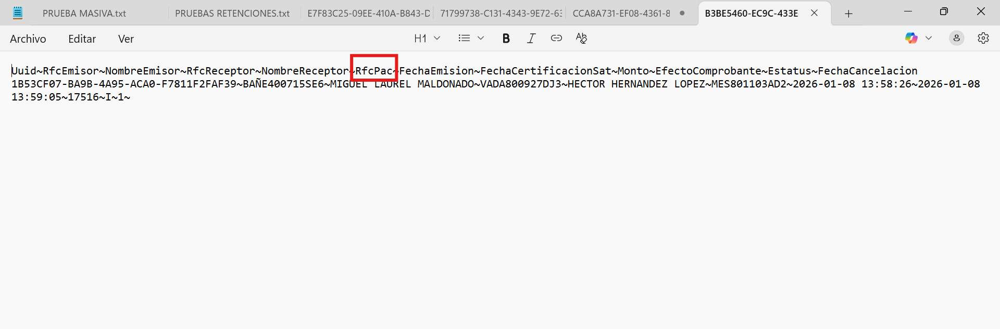 PRUEBA MASIVA.txt
PRUEBAS RETENCIONES.txt
E7F83C25-09EE-410A-B843-D
71799738-C131-4343-9E72-63
CCA8A731-EF08-4361-8
B3BE5460-EC9C-433E
Archivo
Editar
Ver
H1
B
I
Uuid~RfcEmisor~NombreEmisor~RfcReceptor~NombreReceptor~RfcPac~FechaEmision~FechaCertificacionSat~Monto~EfectoComprobante~Estatus~FechaCancelacion
1B53CF07-BA9B-4A95-ACA0-F7811F2FAF39~BAÑE400715SE6~MIGUEL LAUREL MALDONADO~VADA800927DJ3~HECTOR HERNANDEZ LOPEZ~MES801103AD2~2026-01-08 13:58:26~2026-01-08
13:59:05~17516~I~1~